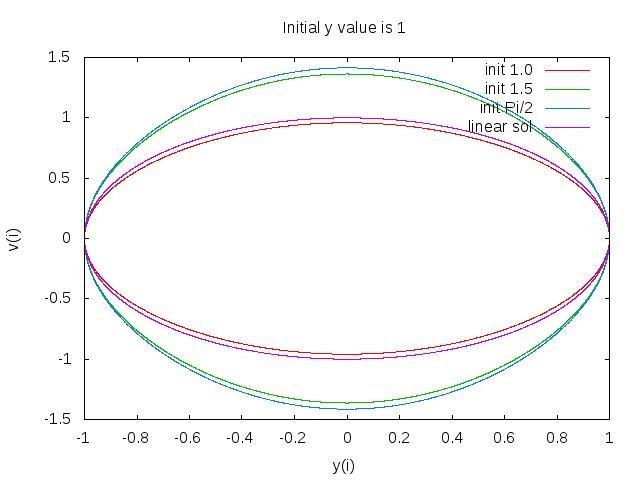 Initial y value is 1
init 1.0
init 1.5
init Pi/2
linear sol
1.5
1
0.5
0
-0.5
-1
-1.5
v(i)
-1 -0.8 -0.6 -0.4 -0.2 0 0.2 0.4 0.6 0.8 1
y(i)